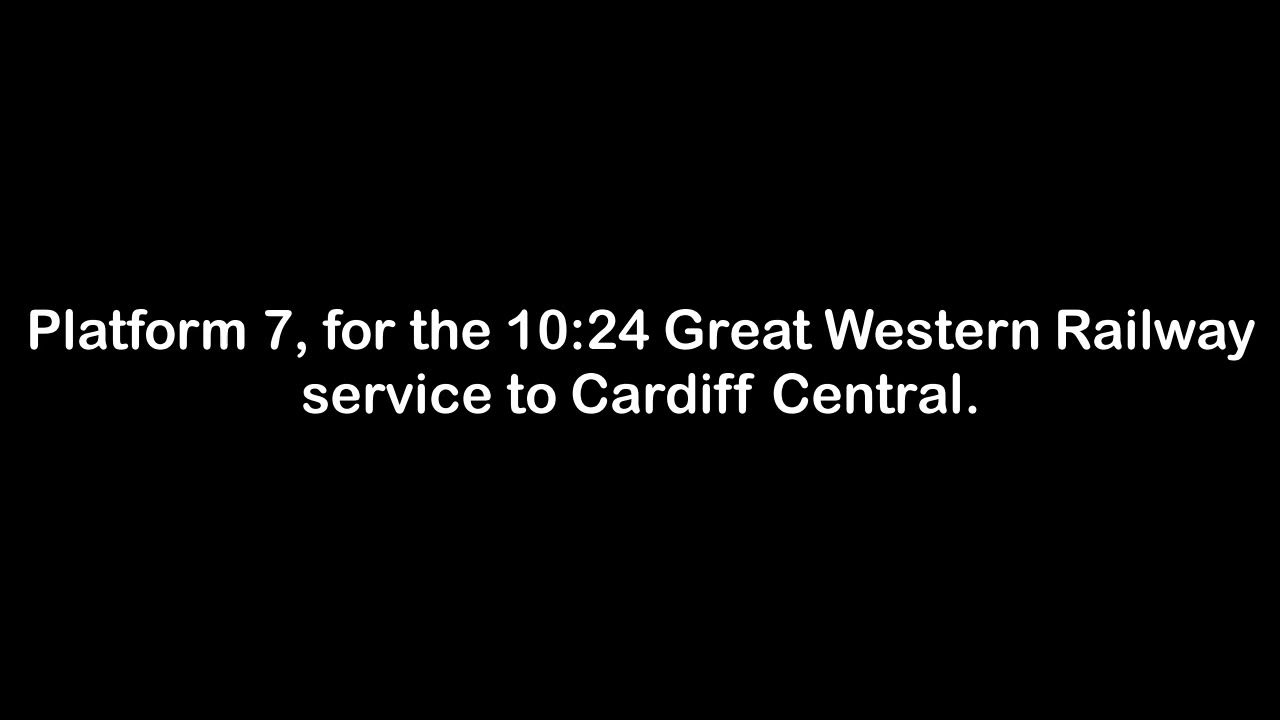 Platform 7, for the 10:24 Great Western Railway
service to Cardiff Central.